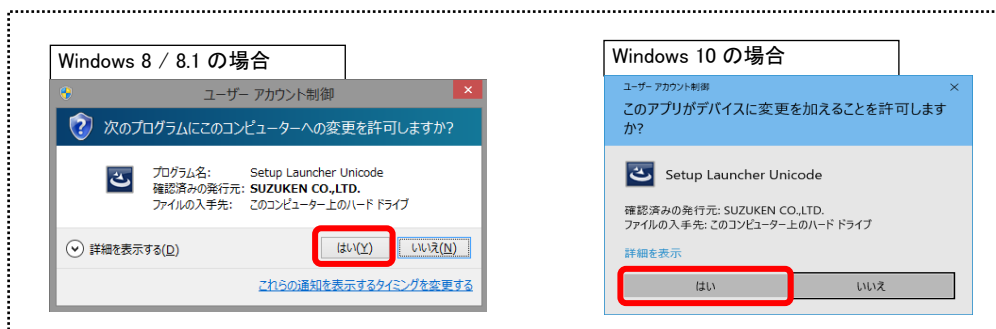 Windows 8 / 8.1 の場合
ユーザー アカウント制御
次のプログラムにこのコンピューターへの変更を許可しますか?
プログラム名: Setup Launcher Unicode
確認済みの発行元: SUZUKEN CO.,LTD.
ファイルの入手先: このコンピューター上のハード ドライブ
詳細を表示する(D)
はい(Y)
いいえ(N)
これらの通知を表示するタイミングを変更する
Windows 10 の場合
ユーザー アカウント制御
このアプリがデバイスに変更を加えることを許可します
か?
Setup Launcher Unicode
確認済みの発行元: SUZUKEN CO.,LTD.
ファイルの入手先: このコンピューター上のハード ドライブ
詳細を表示
はい
いいえ